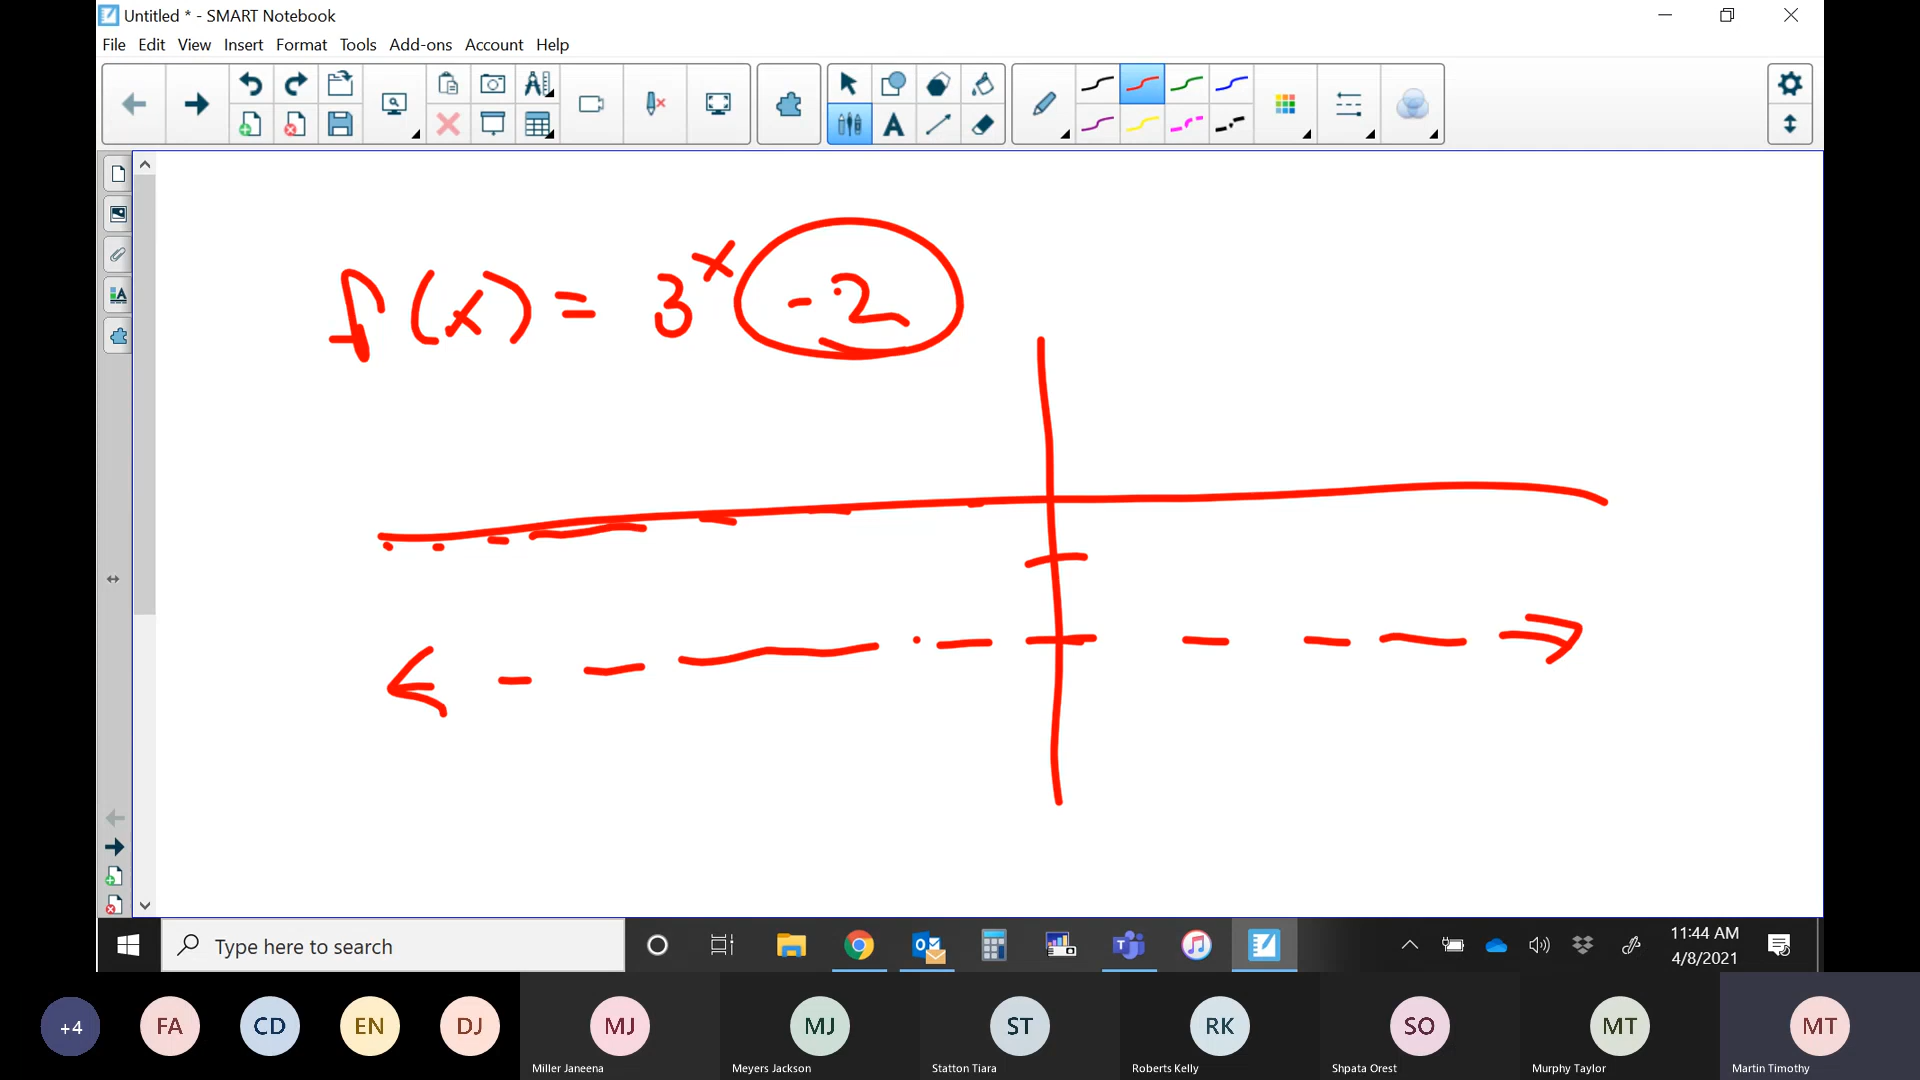 Untitled * - SMART Notebook
File Edit View Insert Format Tools Add-ons Account Help
f(x) = 3^x -2
Type here to search
11:44 AM
4/8/2021
+4 FA CD EN DJ MJ MJ ST RK SO MT MT
Miller Janeena Meyers Jackson Statton Tiara Roberts Kelly Shpata Orest Murphy Taylor Martin Timothy